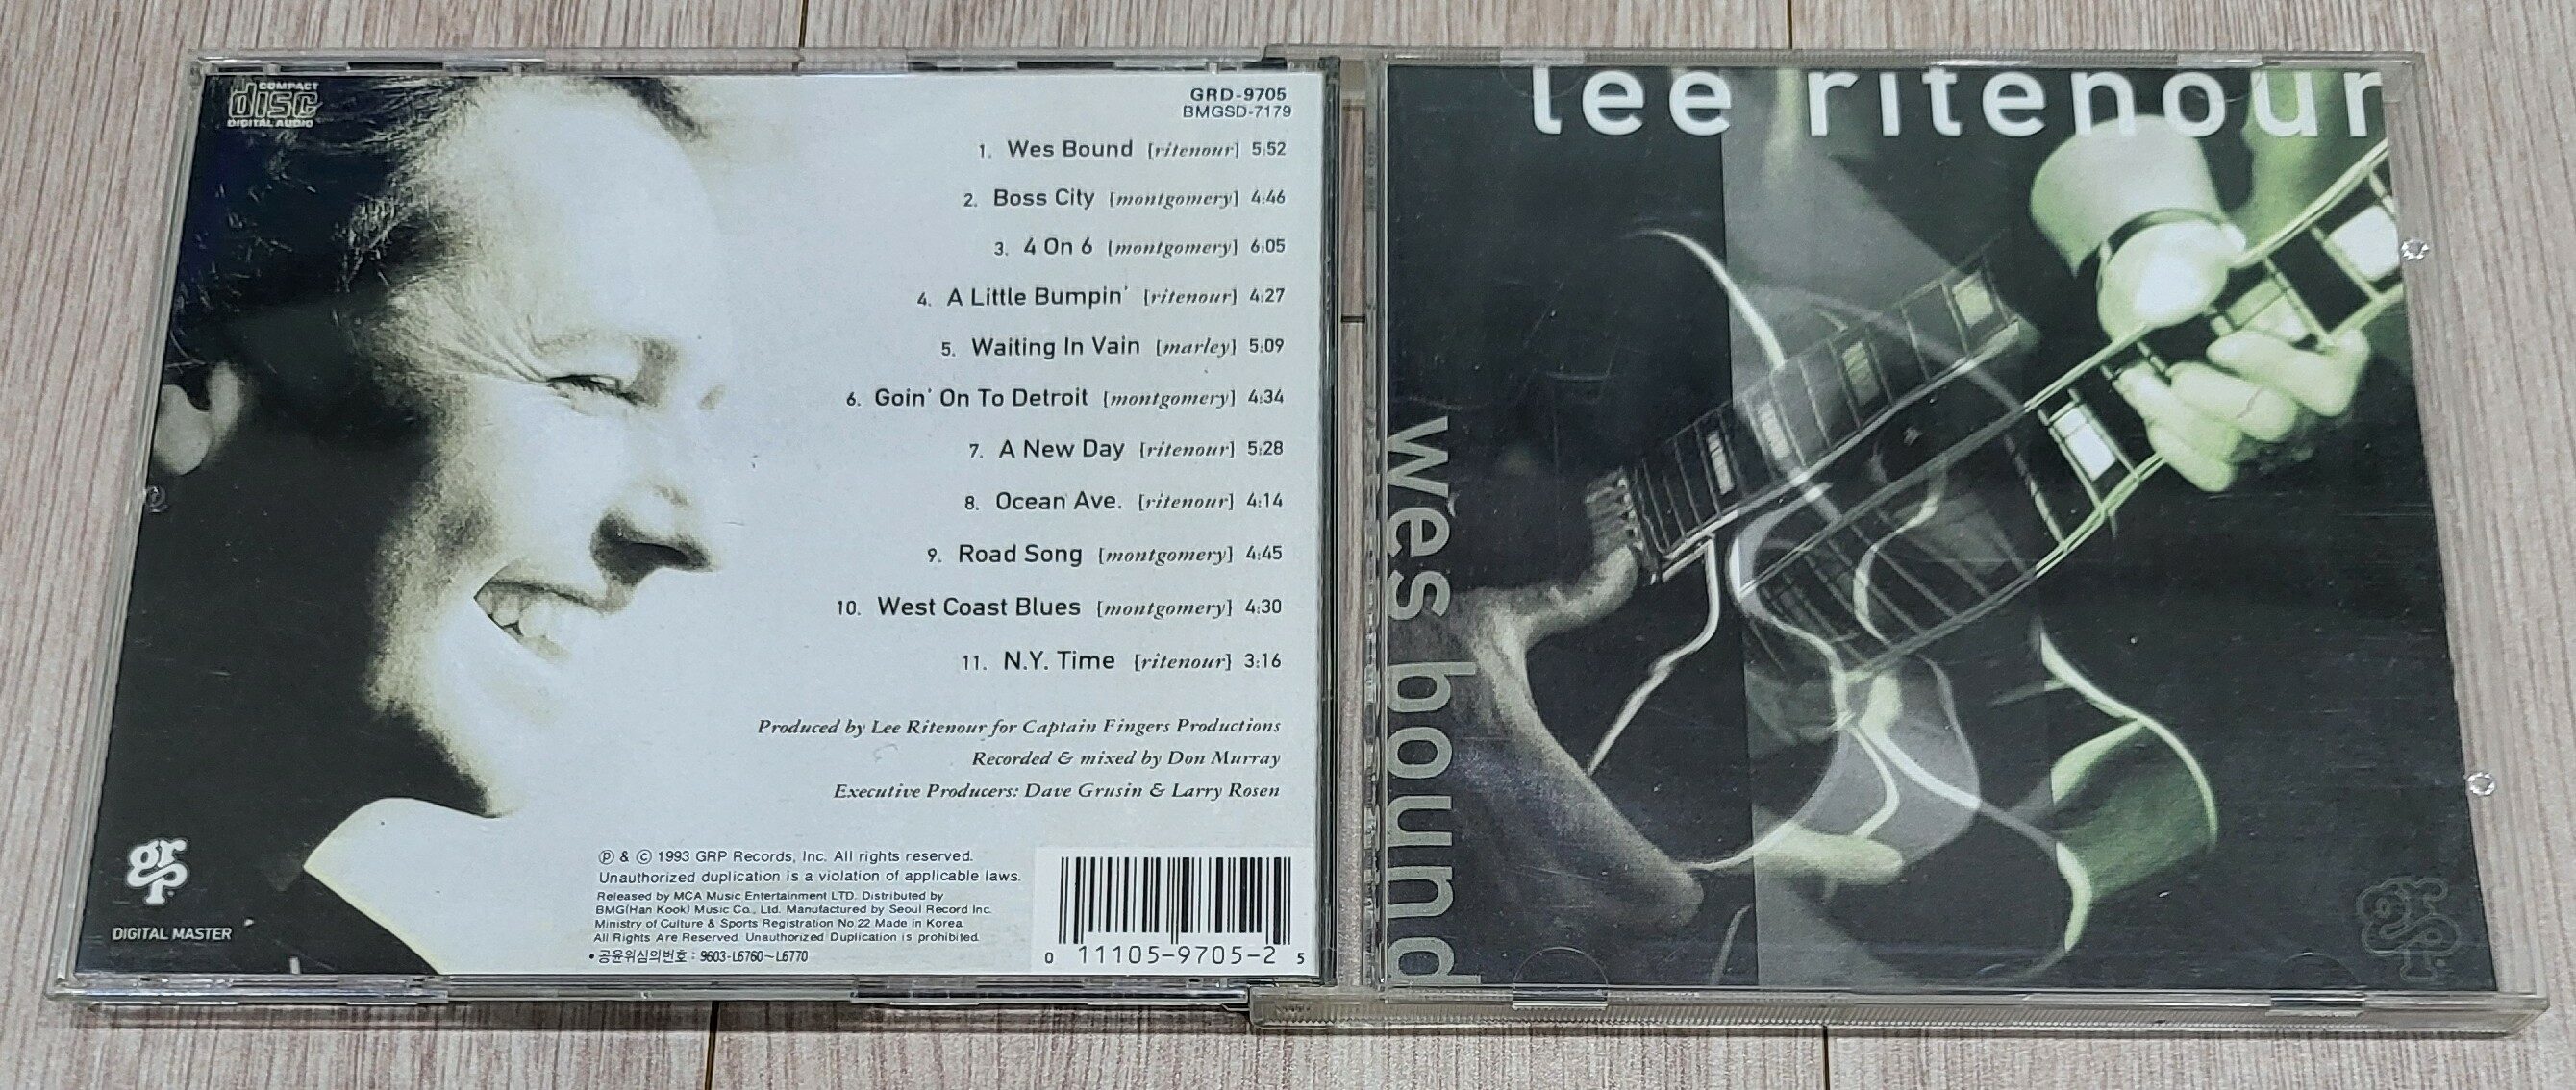 COMPACT
disc
DIGITAL AUDIO
GRD-9705
BMGSD-7179
1. Wes Bound [ritenour] 5:52
2. Boss City [montgomery] 4:46
3. 4 On 6 [montgomery] 6:05
4. A Little Bumpin' [ritenour] 4:27
5. Waiting In Vain [marley] 5:09
6. Goin' On To Detroit [montgomery] 4:34
7. A New Day [ritenour] 5:28
8. Ocean Ave. [ritenour] 4:14
9. Road Song [montgomery] 4:45
10. West Coast Blues [montgomery] 4:30
11. N.Y. Time [ritenour] 3:16
Produced by Lee Ritenour for Captain Fingers Productions
Recorded & mixed by Don Murray
Executive Producers: Dave Grusin & Larry Rosen
grp
DIGITAL MASTER
℗ & © 1993 GRP Records, Inc. All rights reserved.
Unauthorized duplication is a violation of applicable laws.
Released by MCA Music Entertainment LTD. Distributed by
BMG(Han Kook) Music Co., Ltd. Manufactured by Seoul Record Inc.
Ministry of Culture & Sports Registration No.22 Made in Korea.
All Rights Are Reserved. Unauthorized Duplication is prohibited.
• 공윤위심의번호 : 9603-L6760~L6770
0 11105-9705-2 5
lee ritenour
wes bound
grp